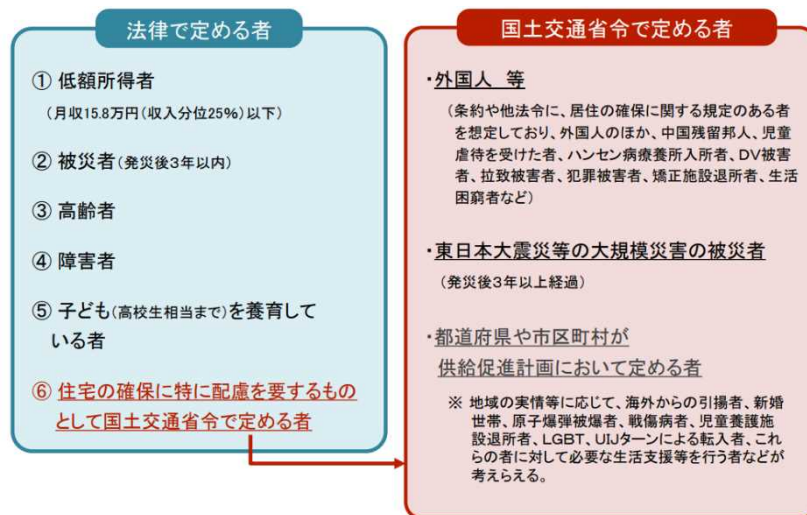 法律で定める者
① 低額所得者
（月収15.8万円（収入分位25%）以下）
② 被災者（発災後3年以内）
③ 高齢者
④ 障害者
⑤ 子ども（高校生相当まで）を養育して
いる者
⑥ 住宅の確保に特に配慮を要するもの
として国土交通省令で定める者
国土交通省令で定める者
・外国人　等
（条約や他法令に、居住の確保に関する規定のある者
を想定しており、外国人のほか、中国残留邦人、児童
虐待を受けた者、ハンセン病療養所入所者、DV被害
者、拉致被害者、犯罪被害者、矯正施設退所者、生活
困窮者など）
・東日本大震災等の大規模災害の被災者
（発災後3年以上経過）
・都道府県や市区町村が
供給促進計画において定める者
※ 地域の実情等に応じて、海外からの引揚者、新婚
世帯、原子爆弾被爆者、戦傷病者、児童養護施
設退所者、LGBT、UIJターンによる転入者、これ
らの者に対して必要な生活支援等を行う者などが
考えらえる。